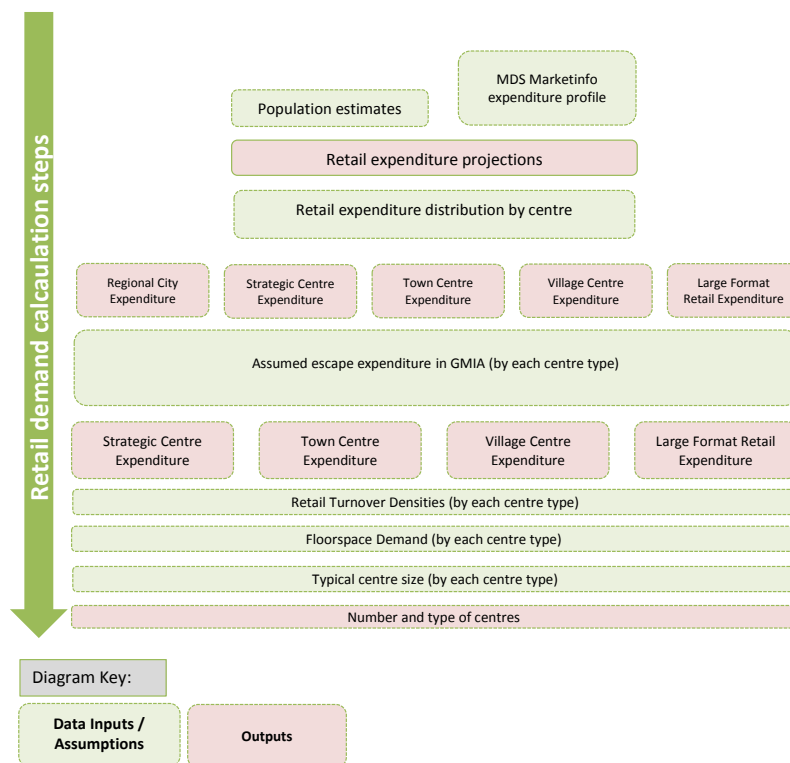 Retail demand calcaulation steps
MDS Marketinfo
expenditure profile
Population estimates
Retail expenditure projections
Retail expenditure distribution by centre
Regional City
Expenditure
Strategic Centre
Expenditure
Town Centre
Expenditure
Village Centre
Expenditure
Large Format
Retail Expenditure
Assumed escape expenditure in GMIA (by each centre type)
Strategic Centre
Expenditure
Town Centre
Expenditure
Village Centre
Expenditure
Large Format Retail
Expenditure
Retail Turnover Densities (by each centre type)
Floorspace Demand (by each centre type)
Typical centre size (by each centre type)
Number and type of centres
Diagram Key:
Data Inputs /
Assumptions
Outputs